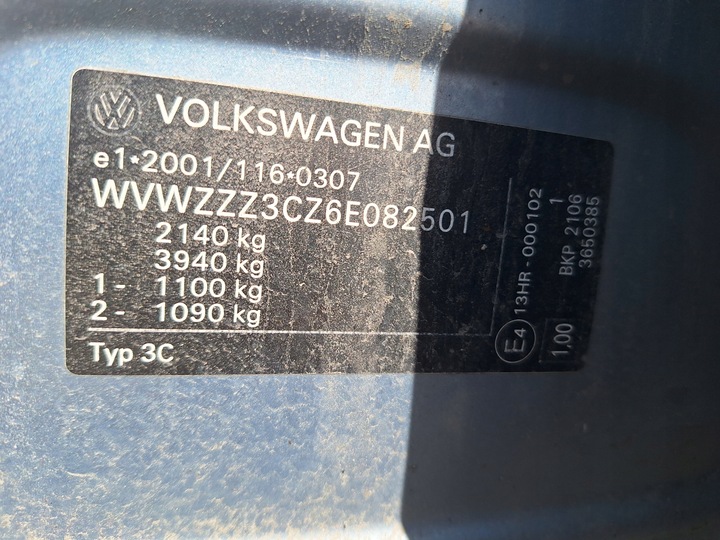 VOLKSWAGEN AG
e1*2001/116*0307
WVWZZZ3CZ6E082501
2140 kg
3940 kg
1 - 1100 kg
2 - 1090 kg
Typ 3C
E4 13HR-000102
1,00 BKP 2106 1
3650385